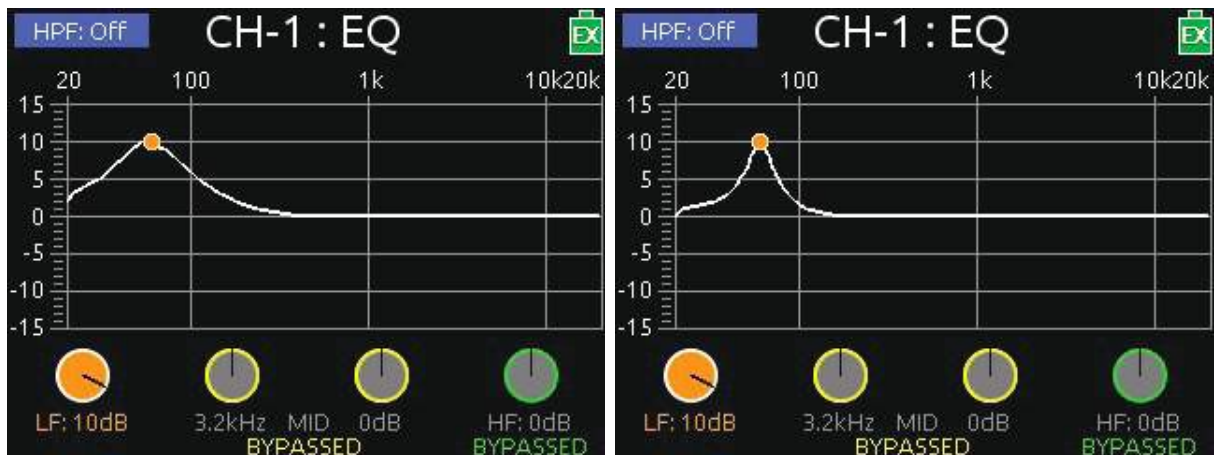 HPF: Off CH-1 : EQ EX
20 100 1k 10k20k
15
10
5
0
-5
-10
-15
LF: 10dB 3.2kHz MID 0dB HF: 0dB
BYPASSED BYPASSED
HPF: Off CH-1 : EQ EX
20 100 1k 10k20k
15
10
5
0
-5
-10
-15
LF: 10dB 3.2kHz MID 0dB HF: 0dB
BYPASSED BYPASSED